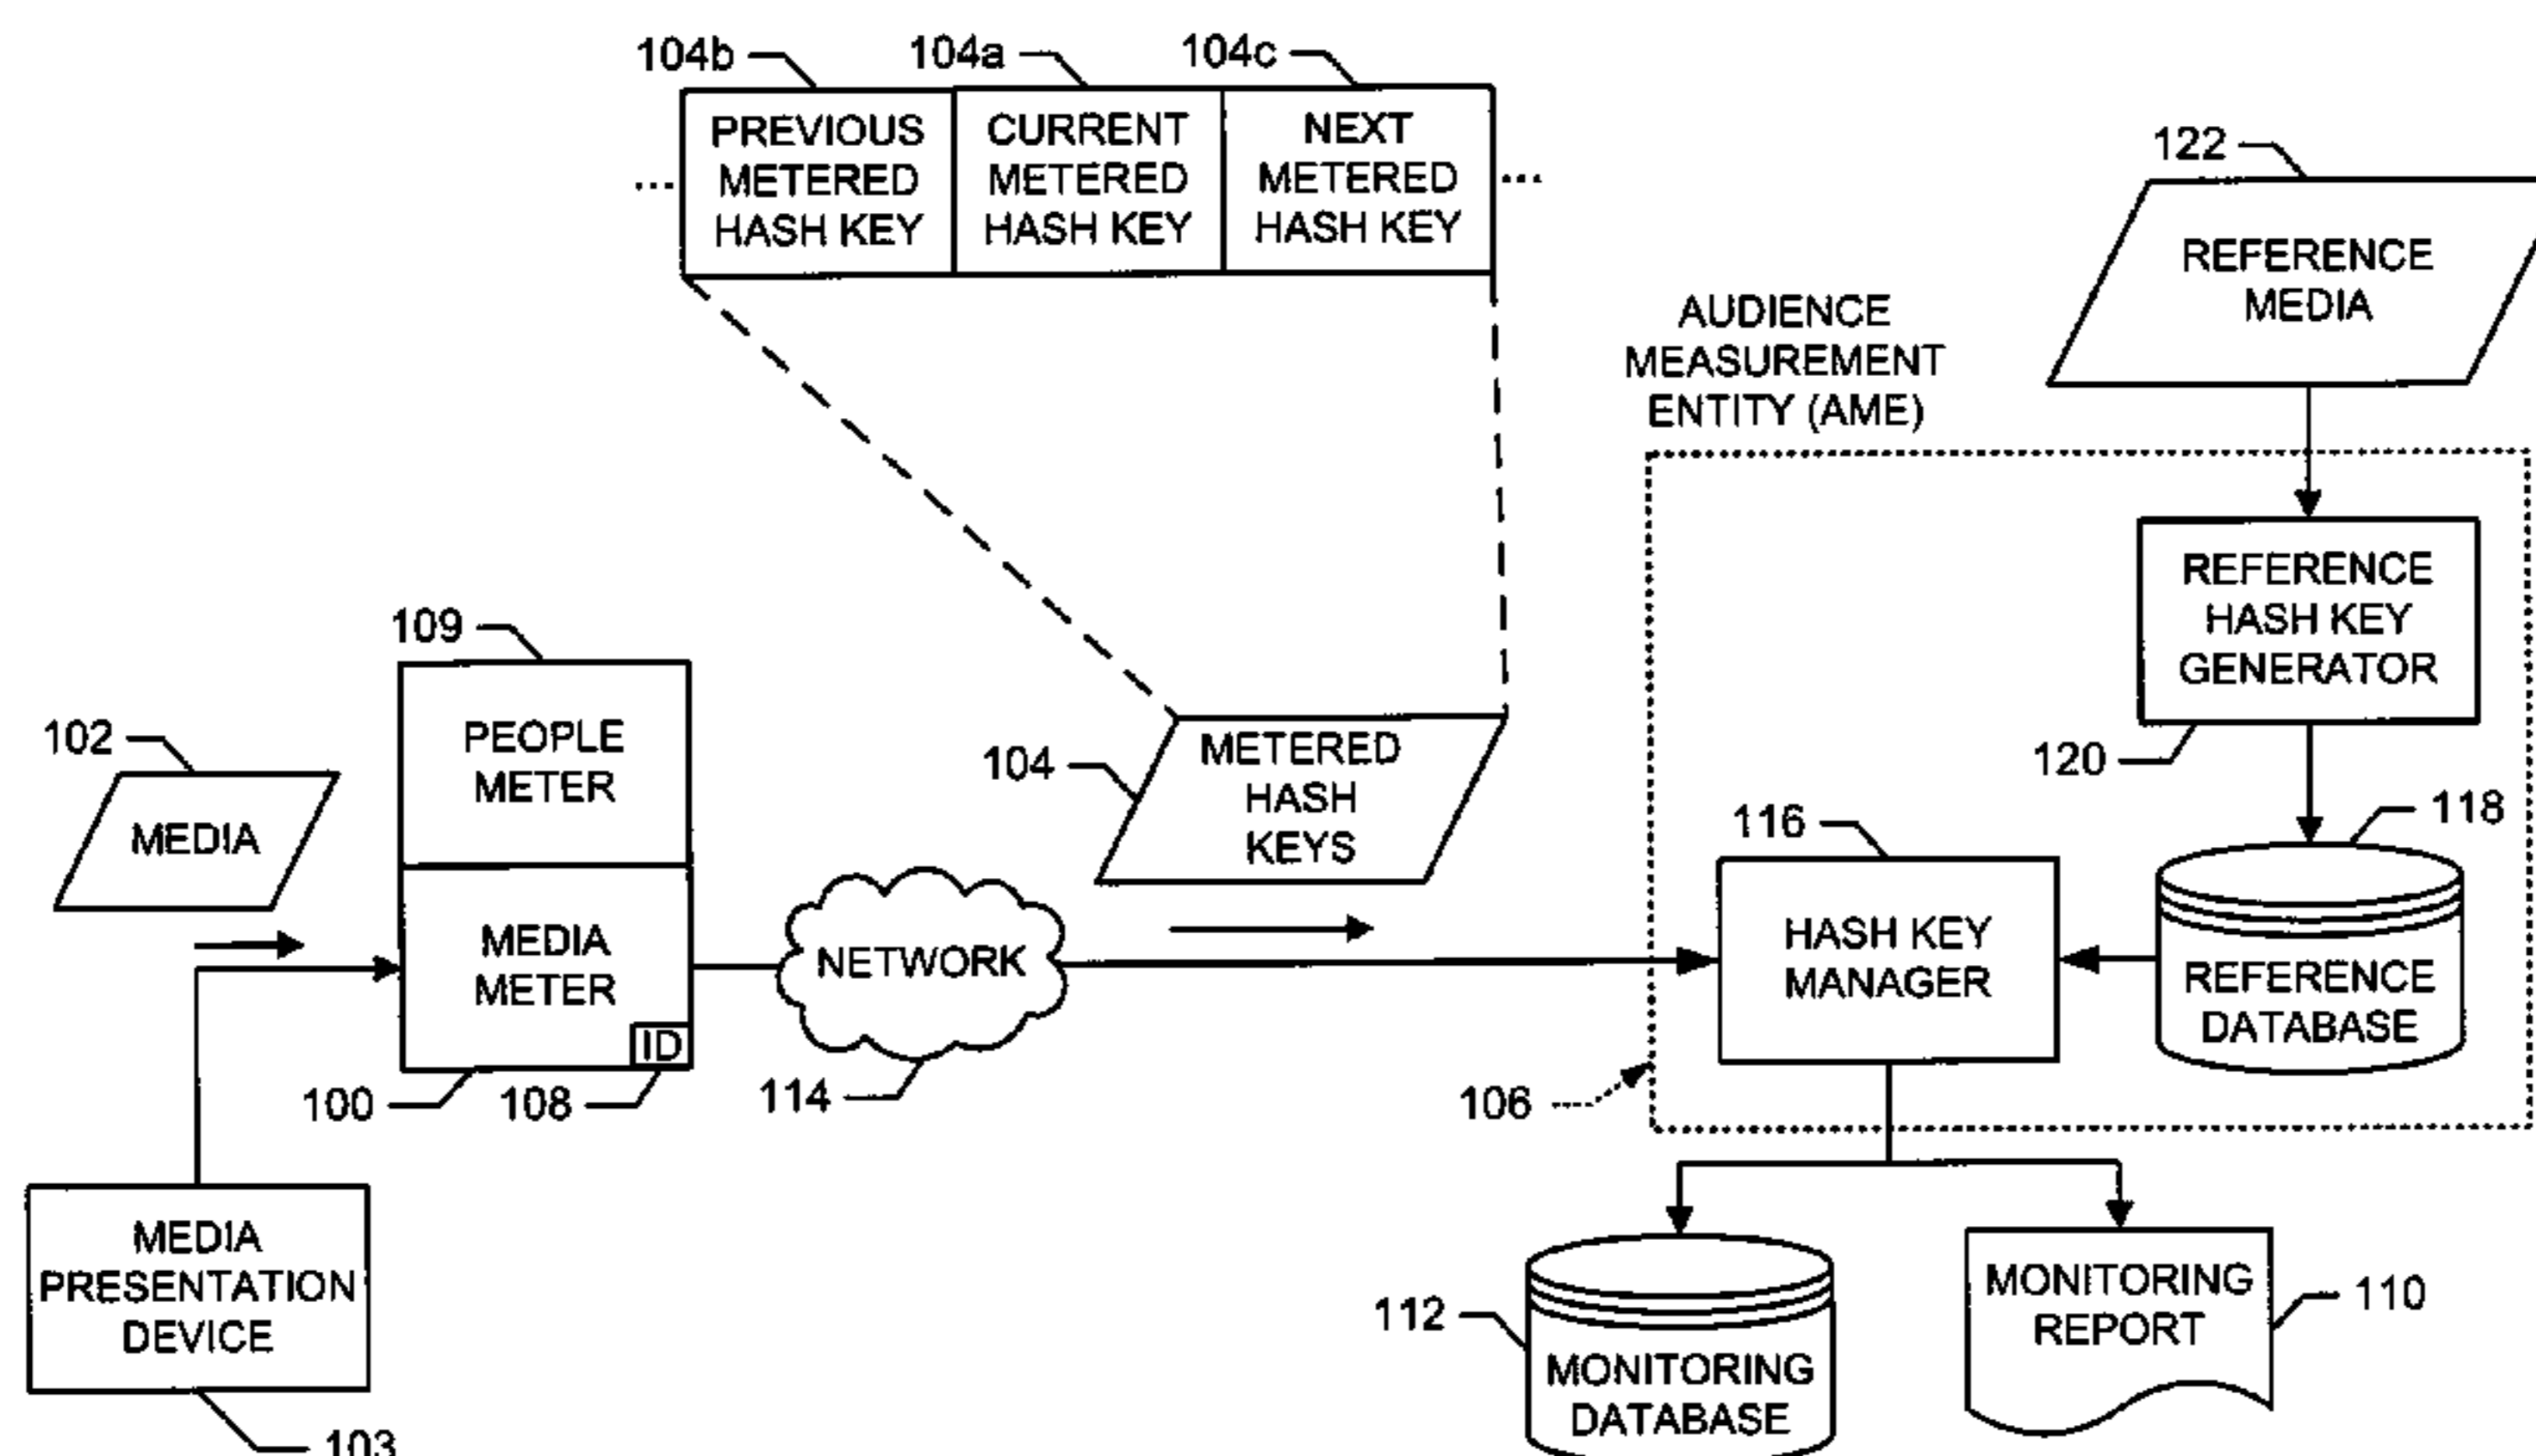 104b
104a
104c
PREVIOUS
METERED
HASH KEY
CURRENT
METERED
HASH KEY
NEXT
METERED
HASH KEY
...
...
122
REFERENCE
MEDIA
AUDIENCE
MEASUREMENT
ENTITY (AME)
REFERENCE
HASH KEY
GENERATOR
120
109
PEOPLE
METER
102
MEDIA
104
METERED
HASH
KEYS
116
118
MEDIA
METER
ID
NETWORK
HASH KEY
MANAGER
REFERENCE
DATABASE
100
108
114
106
MEDIA
PRESENTATION
DEVICE
103
112
MONITORING
DATABASE
MONITORING
REPORT
110